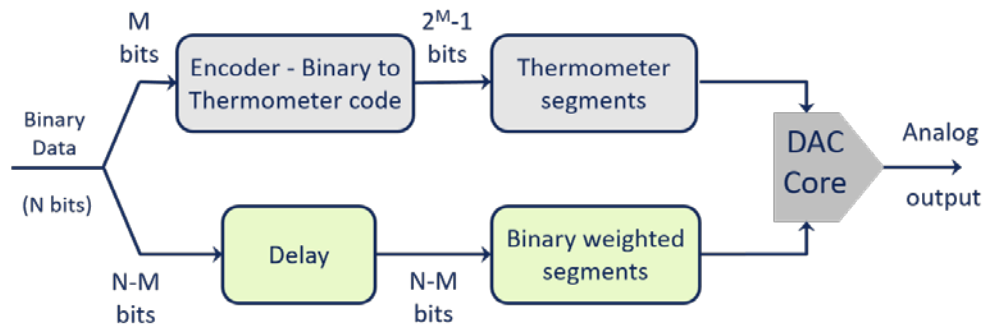 M
bits
Encoder - Binary to
Thermometer code
2ᴹ-1
bits
Thermometer
segments
Binary
Data
(N bits)
DAC
Core
Analog
output
N-M
bits
Delay
N-M
bits
Binary weighted
segments